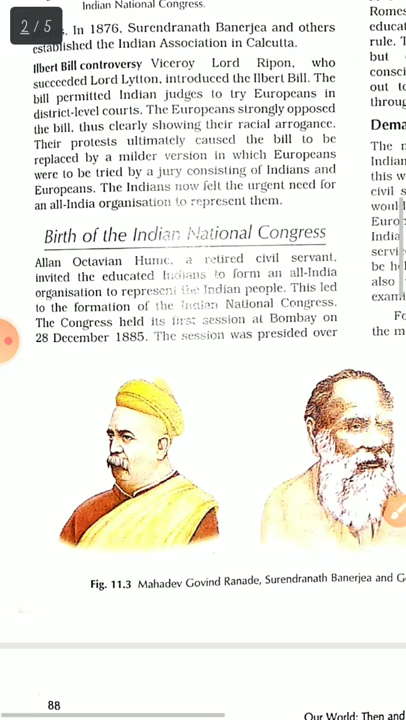 Indian National Congress.
2 / 5
s. In 1876, Surendranath Banerjea and others
established the Indian Association in Calcutta.
Ilbert Bill controversy Viceroy Lord Ripon, who
succeeded Lord Lytton, introduced the Ilbert Bill. The
bill permitted Indian judges to try Europeans in
district-level courts. The Europeans strongly opposed
the bill, thus clearly showing their racial arrogance.
Their protests ultimately caused the bill to be
replaced by a milder version in which Europeans
were to be tried by a jury consisting of Indians and
Europeans. The Indians now felt the urgent need for
an all-India organisation to represent them.
Birth of the Indian National Congress
Allan Octavian Hume, a retired civil servant,
invited the educated Indians to form an all-India
organisation to represent the Indian people. This led
to the formation of the Indian National Congress.
The Congress held its first session at Bombay on
28 December 1885. The session was presided over
Romes
educat
rule. T
but
consci
out to
throug
Dema
The n
Indian
this w
civil s
woul
Euro
India
servi
be hel
also
exami
Fo
the m
Fig. 11.3 Mahadev Govind Ranade, Surendranath Banerjea and G
88
Our World: Then and